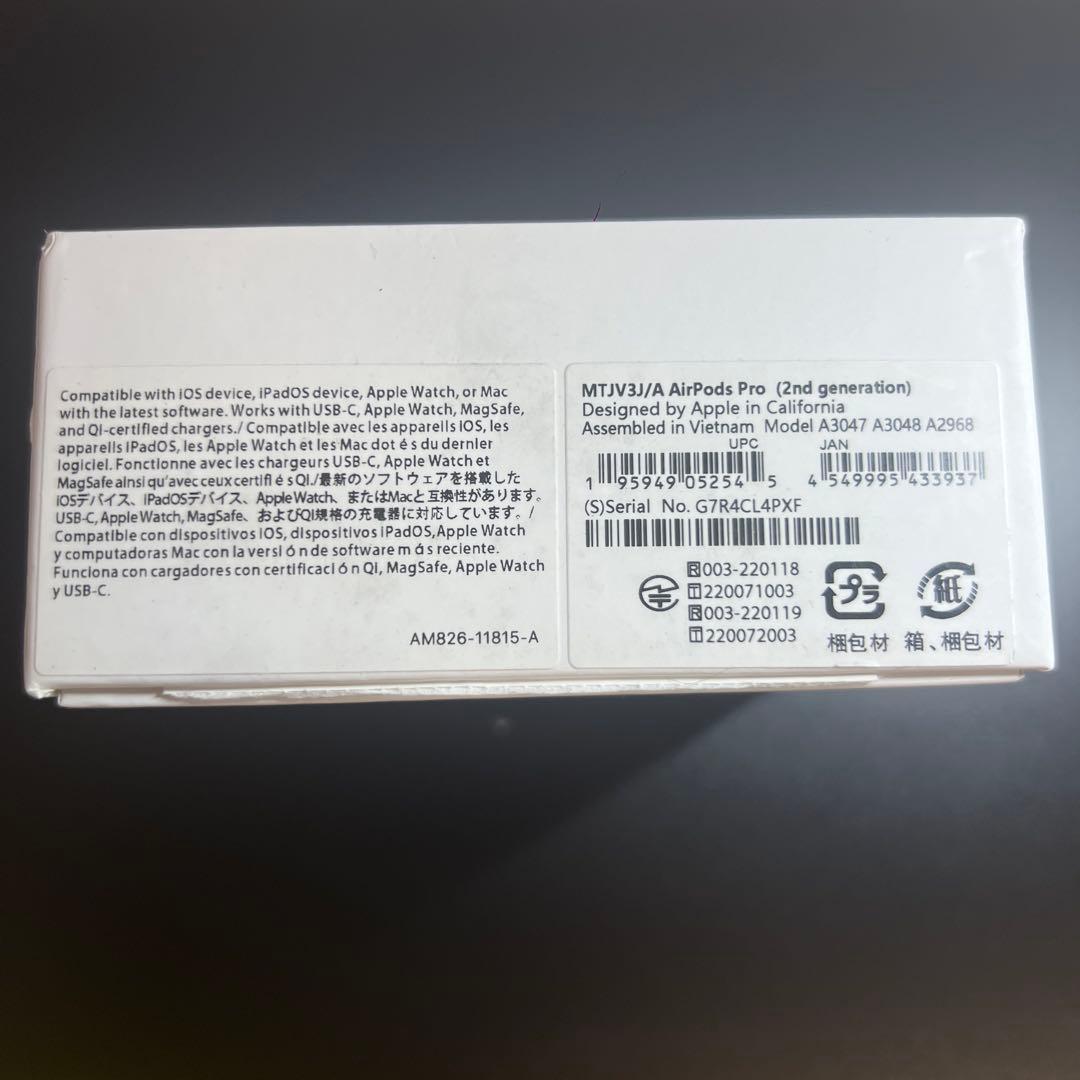 Compatible with iOS device, iPadOS device, Apple Watch, or Mac
with the latest software. Works with USB-C, Apple Watch, MagSafe,
and QI-certified chargers./ Compatible avec les appareils IOS, les
appareils iPadOS, les Apple Watch et les Mac dot é s du dernier
logiciel. Fonctionne avec les chargeurs USB-C, Apple Watch et
MagSafe ainsi qu'avec ceux certifi é s QI./最新のソフトウェアを搭載した
iOSデバイス、iPadOSデバイス、Apple Watch、またはMacと互換性があります。
USB-C, Apple Watch, MagSafe、およびQI規格の充電器に対応しています。/
Compatible con dispositivos iOS, dispositivos iPadOS,Apple Watch
y computadoras Mac con la versi ó n de software m á s reciente.
Funciona con cargadores con certificaci ó n Qi, MagSafe, Apple Watch
y USB-C.
AM826-11815-A
MTJV3J/A AirPods Pro (2nd generation)
Designed by Apple in California
Assembled in Vietnam Model A3047 A3048 A2968
UPC JAN
1 95949 05254 5 4 549995 433937
(S)Serial No. G7R4CL4PXF
R 003-220118
T 220071003
R 003-220119
T 220072003
プラ 紙
梱包材 箱、梱包材